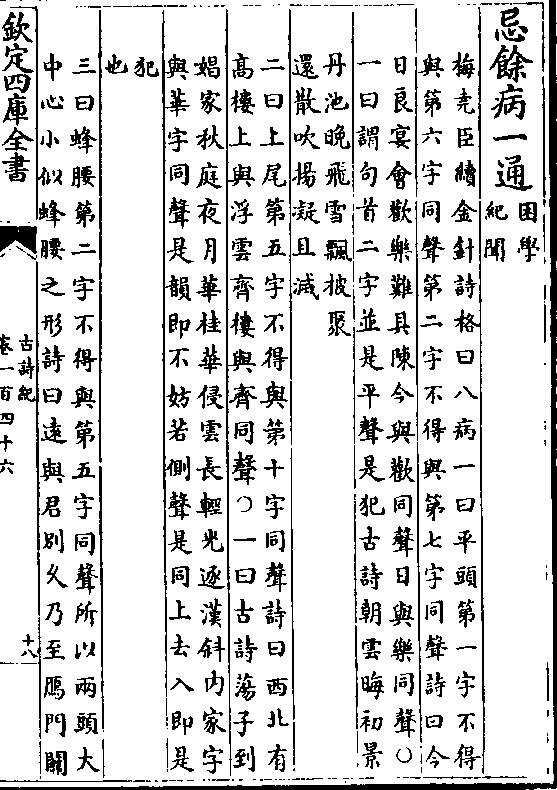 忌餘病一通
困學
紀聞
梅堯臣續金針詩格曰八病一曰平頭第一字不得
與第六字同聲第二字不得與第七字同聲詩曰今
日良宴會歡樂難具陳今與歡同聲日與樂同聲〇
一曰謂句首二字並是平聲是犯古詩朝雲晦初景
丹池晚飛雪飄披聚
還散吹揚凝且滅
二曰上尾第五字不得與第十字同聲詩曰西北有
高樓上與浮雲齊樓與齊同聲〇一曰古詩蕩子到
娼家秋庭夜月華桂華侵雲長輕光逐漢斜内家字
與華字同聲是韻即不妨若側聲是同上去入即是
犯
也
三曰蜂腰第二字不得與第五字同聲所以兩頭大
中心小似蜂腰之形詩曰遠與君别乆乃至鴈門闗
欽定四庫全書
古詩紀
卷一百四十六
十八